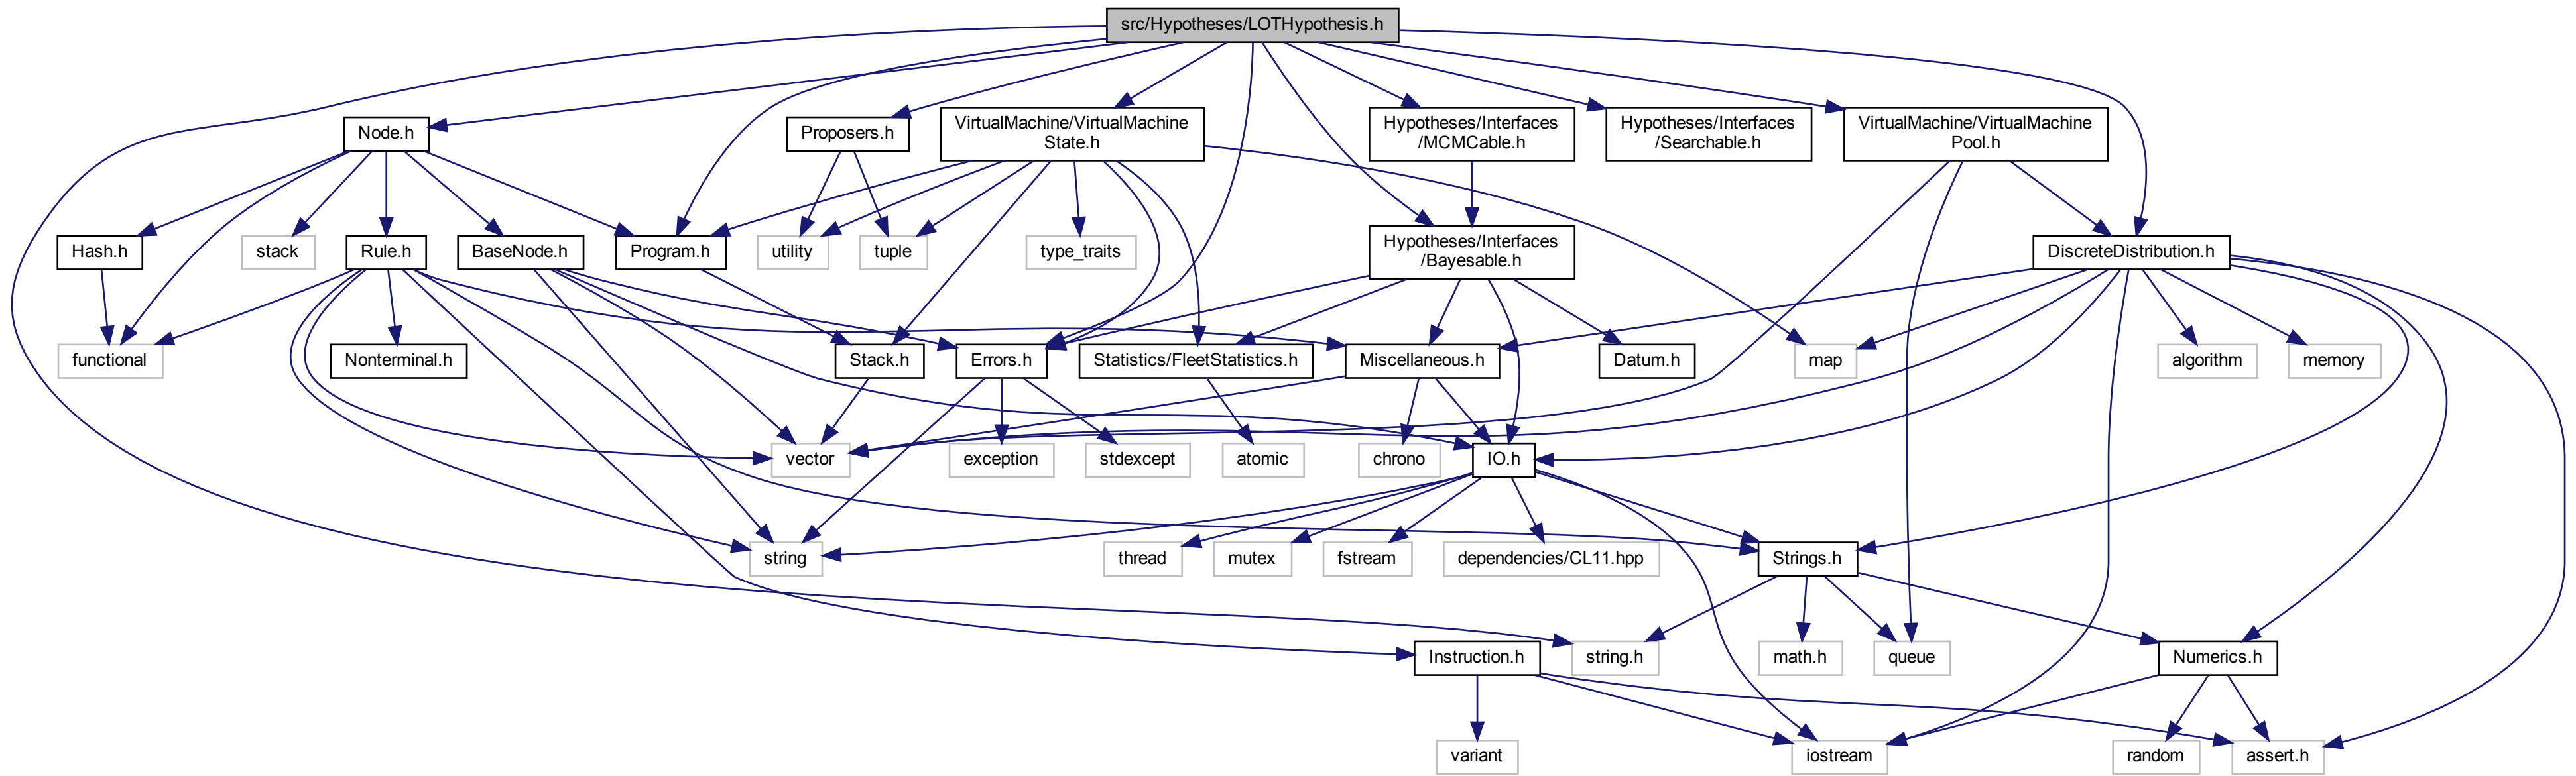 src/Hypotheses/LOTHypothesis.h
Node.h
Proposers.h
VirtualMachine/VirtualMachine
State.h
Hypotheses/Interfaces
/MCMCable.h
Hypotheses/Interfaces
/Searchable.h
VirtualMachine/VirtualMachine
Pool.h
Hash.h
stack
Rule.h
BaseNode.h
Program.h
utility
tuple
type_traits
Hypotheses/Interfaces
/Bayesable.h
DiscreteDistribution.h
functional
Nonterminal.h
Stack.h
Errors.h
Statistics/FleetStatistics.h
Miscellaneous.h
Datum.h
map
algorithm
memory
vector
exception
stdexcept
atomic
chrono
IO.h
string
thread
mutex
fstream
dependencies/CL11.hpp
Strings.h
Instruction.h
string.h
math.h
queue
Numerics.h
variant
iostream
random
assert.h